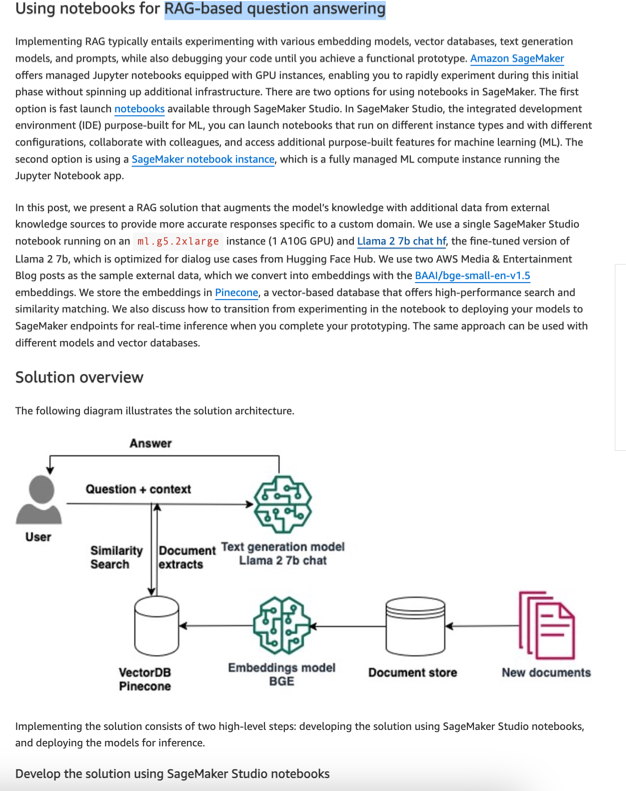 Using notebooks for RAG-based question answering
Implementing RAG typically entails experimenting with various embedding models, vector databases, text generation
models, and prompts, while also debugging your code until you achieve a functional prototype. Amazon SageMaker
offers managed Jupyter notebooks equipped with GPU instances, enabling you to rapidly experiment during this initial
phase without spinning up additional infrastructure. There are two options for using notebooks in SageMaker. The first
option is fast launch notebooks available through SageMaker Studio. In SageMaker Studio, the integrated development
environment (IDE) purpose-built for ML, you can launch notebooks that run on different instance types and with different
configurations, collaborate with colleagues, and access additional purpose-built features for machine learning (ML). The
second option is using a SageMaker notebook instance, which is a fully managed ML compute instance running the
Jupyter Notebook app.
In this post, we present a RAG solution that augments the model's knowledge with additional data from external
knowledge sources to provide more accurate responses specific to a custom domain. We use a single SageMaker Studio
notebook running on an ml.g5.2xlarge instance (1 A10G GPU) and Llama 2 7b chat hf, the fine-tuned version of
Llama 2 7b, which is optimized for dialog use cases from Hugging Face Hub. We use two AWS Media & Entertainment
Blog posts as the sample external data, which we convert into embeddings with the BAAI/bge-small-en-v1.5
embeddings. We store the embeddings in Pinecone, a vector-based database that offers high-performance search and
similarity matching. We also discuss how to transition from experimenting in the notebook to deploying your models to
SageMaker endpoints for real-time inference when you complete your prototyping. The same approach can be used with
different models and vector databases.
Solution overview
The following diagram illustrates the solution architecture.
Answer
Question + context
User
Similarity
Search
Document
extracts
Text generation model
Llama 2 7b chat
VectorDB
Pinecone
Embeddings model
BGE
Document store
New documents
Implementing the solution consists of two high-level steps: developing the solution using SageMaker Studio notebooks,
and deploying the models for inference.
Develop the solution using SageMaker Studio notebooks